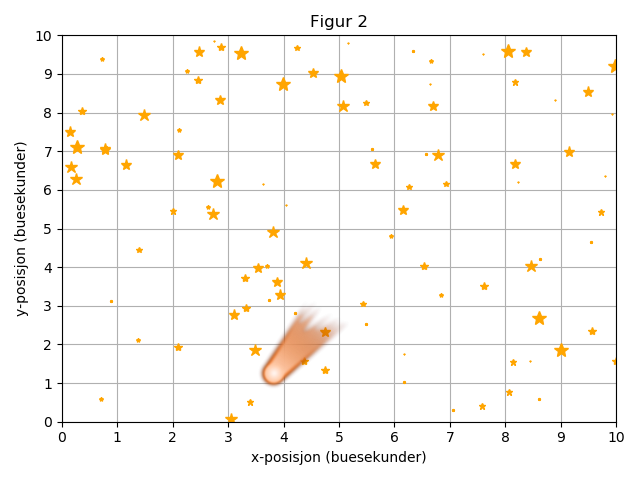 Figur 2
10
9
8
7
6
5
4
3
2
1
0
y-posisjon (buesekunder)
0 1 2 3 4 5 6 7 8 9 10
x-posisjon (buesekunder)